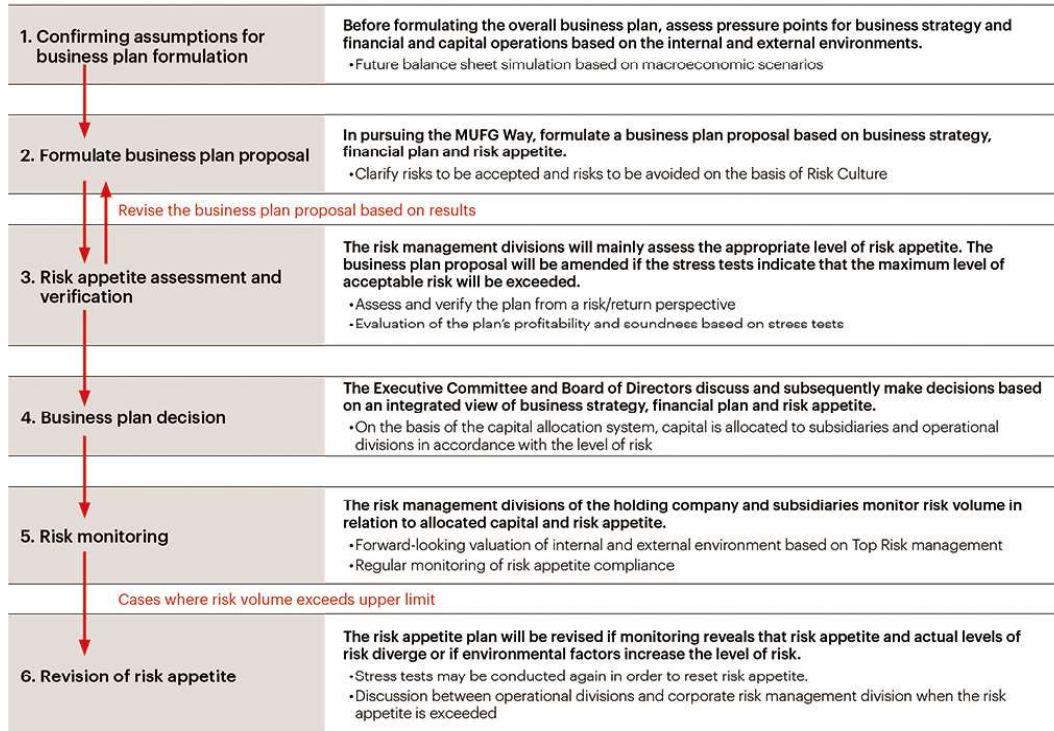 1. Confirming assumptions for
business plan formulation
Before formulating the overall business plan, assess pressure points for business strategy and
financial and capital operations based on the internal and external environments.
•Future balance sheet simulation based on macroeconomic scenarios
2. Formulate business plan proposal
In pursuing the MUFG Way, formulate a business plan proposal based on business strategy,
financial plan and risk appetite.
•Clarify risks to be accepted and risks to be avoided on the basis of Risk Culture
Revise the business plan proposal based on results
3. Risk appetite assessment and
verification
The risk management divisions will mainly assess the appropriate level of risk appetite. The
business plan proposal will be amended if the stress tests indicate that the maximum level of
acceptable risk will be exceeded.
•Assess and verify the plan from a risk/return perspective
•Evaluation of the plan's profitability and soundness based on stress tests
4. Business plan decision
The Executive Committee and Board of Directors discuss and subsequently make decisions based
on an integrated view of business strategy, financial plan and risk appetite.
•On the basis of the capital allocation system, capital is allocated to subsidiaries and operational
divisions in accordance with the level of risk
5. Risk monitoring
The risk management divisions of the holding company and subsidiaries monitor risk volume in
relation to allocated capital and risk appetite.
•Forward-looking valuation of internal and external environment based on Top Risk management
•Regular monitoring of risk appetite compliance
Cases where risk volume exceeds upper limit
6. Revision of risk appetite
The risk appetite plan will be revised if monitoring reveals that risk appetite and actual levels of
risk diverge or if environmental factors increase the level of risk.
•Stress tests may be conducted again in order to reset risk appetite.
•Discussion between operational divisions and corporate risk management division when the risk
appetite is exceeded